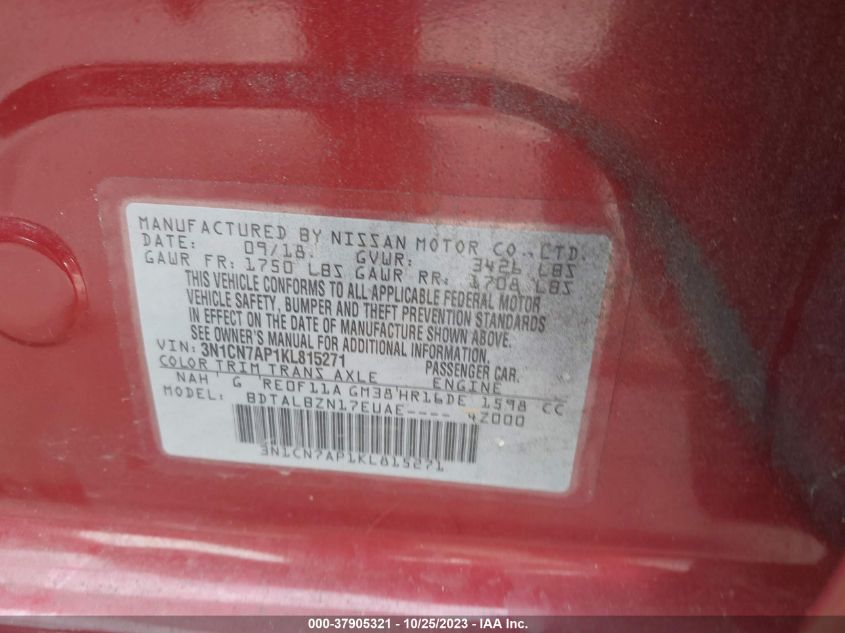 MANUFACTURED BY NISSAN MOTOR CO.,LTD.
DATE: 09/18. GVWR: 3426 LBS
GAWR FR: 1750 LBS GAWR RR: 1708 LBS
THIS VEHICLE CONFORMS TO ALL APPLICABLE FEDERAL MOTOR
VEHICLE SAFETY, BUMPER AND THEFT PREVENTION STANDARDS
IN EFFECT ON THE DATE OF MANUFACTURE SHOWN ABOVE.
SEE OWNER'S MANUAL FOR ADDITIONAL INFORMATION.
VIN: 3N1CN7AP1KL815271 PASSENGER CAR.
COLOR TRIM TRANS AXLE ENGINE
NAH G RE0F11A GM38 HR16DE 1598 CC
MODEL: BDTALBZN17EUAE---- 4Z000
3N1CN7AP1KL815271
000-37905321 - 10/25/2023 - IAA Inc.